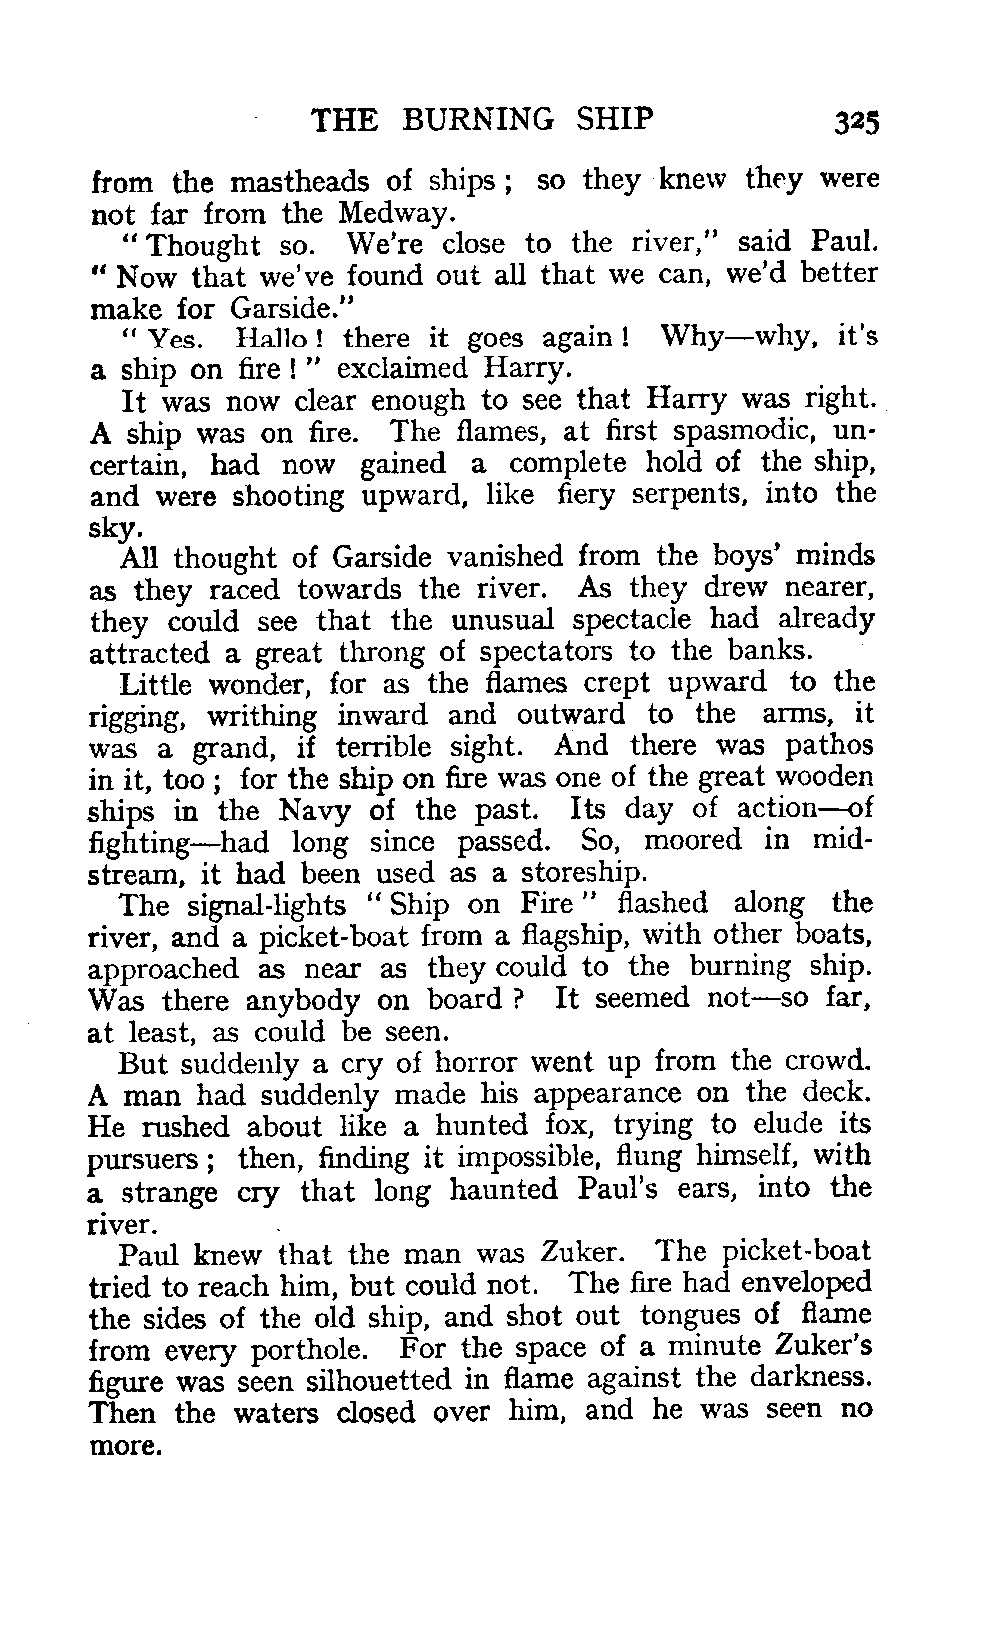 THE BURNING SHIP 325
from the mastheads of ships ; so they knew they were
not far from the Medway.
" Thought so. We're close to the river," said Paul.
" Now that we've found out all that we can, we'd better
make for Garside."
" Yes. Hallo ! there it goes again ! Why—why, it's
a ship on fire ! " exclaimed Harry.
It was now clear enough to see that Harry was right.
A ship was on fire. The flames, at first spasmodic, un-
certain, had now gained a complete hold of the ship,
and were shooting upward, like fiery serpents, into the
sky.
All thought of Garside vanished from the boys' minds
as they raced towards the river. As they drew nearer,
they could see that the unusual spectacle had already
attracted a great throng of spectators to the banks.
Little wonder, for as the flames crept upward to the
rigging, writhing inward and outward to the arms, it
was a grand, if terrible sight. And there was pathos
in it, too ; for the ship on fire was one of the great wooden
ships in the Navy of the past. Its day of action—of
fighting—had long since passed. So, moored in mid-
stream, it had been used as a storeship.
The signal-lights " Ship on Fire " flashed along the
river, and a picket-boat from a flagship, with other boats,
approached as near as they could to the burning ship.
Was there anybody on board ? It seemed not—so far,
at least, as could be seen.
But suddenly a cry of horror went up from the crowd.
A man had suddenly made his appearance on the deck.
He rushed about like a hunted fox, trying to elude its
pursuers ; then, finding it impossible, flung himself, with
a strange cry that long haunted Paul's ears, into the
river.
Paul knew that the man was Zuker. The picket-boat
tried to reach him, but could not. The fire had enveloped
the sides of the old ship, and shot out tongues of flame
from every porthole. For the space of a minute Zuker's
figure was seen silhouetted in flame against the darkness.
Then the waters closed over him, and he was seen no
more.